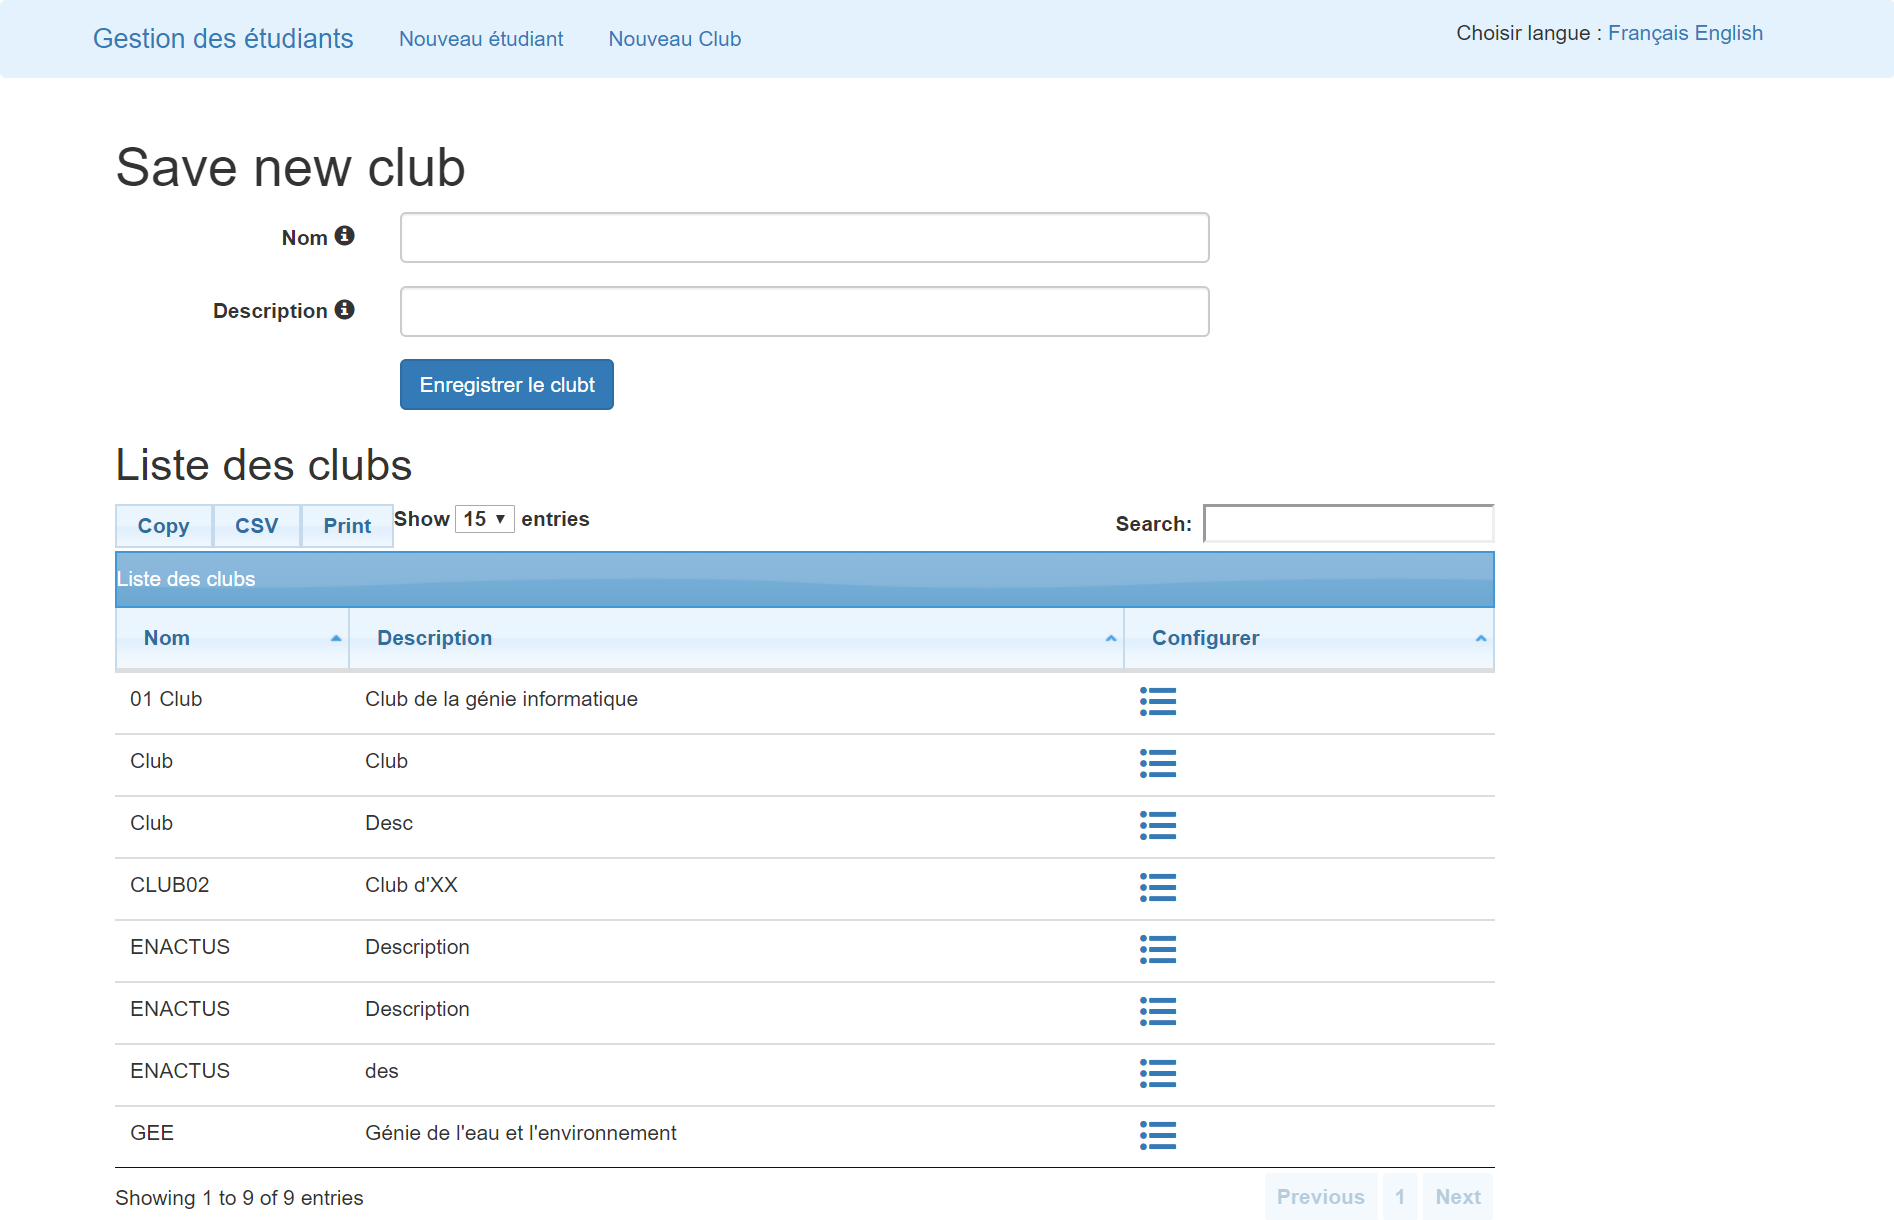 Gestion des étudiants Nouveau étudiant Nouveau Club Choisir langue : Français English
Save new club
Nom
Description
Enregistrer le clubt
Liste des clubs
Copy CSV Print Show 15 entries Search:
Liste des clubs
Nom Description Configurer
01 Club Club de la génie informatique
Club Club
Club Desc
CLUB02 Club d'XX
ENACTUS Description
ENACTUS Description
ENACTUS des
GEE Génie de l'eau et l'environnement
Showing 1 to 9 of 9 entries Previous 1 Next